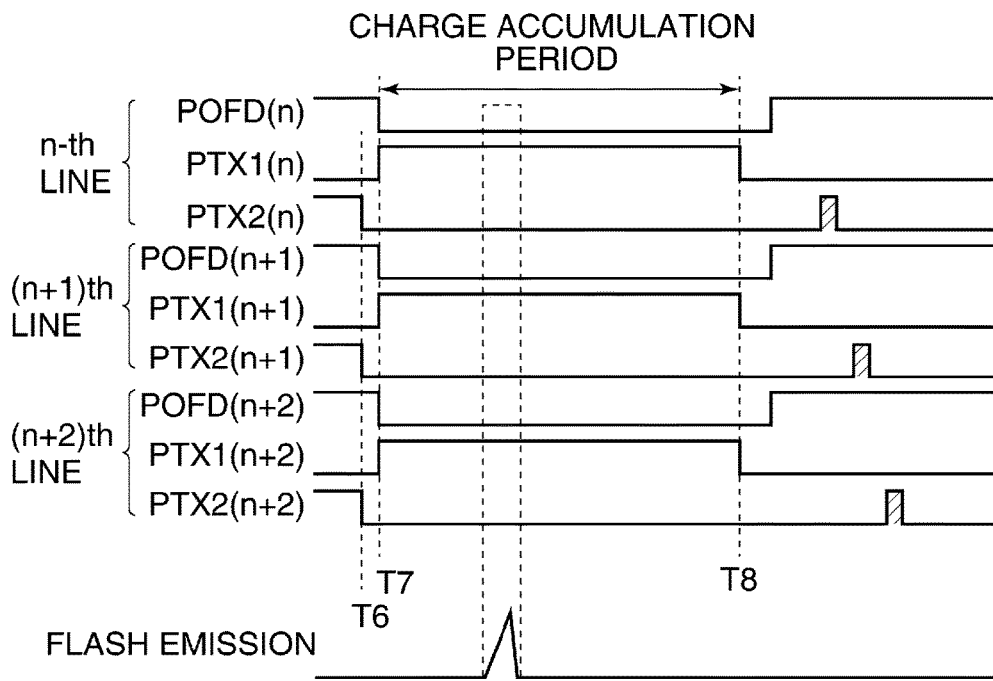 CHARGE ACCUMULATION
PERIOD
n-th
LINE
POFD(n)
PTX1(n)
PTX2(n)
(n+1)th
LINE
POFD(n+1)
PTX1(n+1)
PTX2(n+1)
(n+2)th
LINE
POFD(n+2)
PTX1(n+2)
PTX2(n+2)
T7
T8
T6
FLASH EMISSION